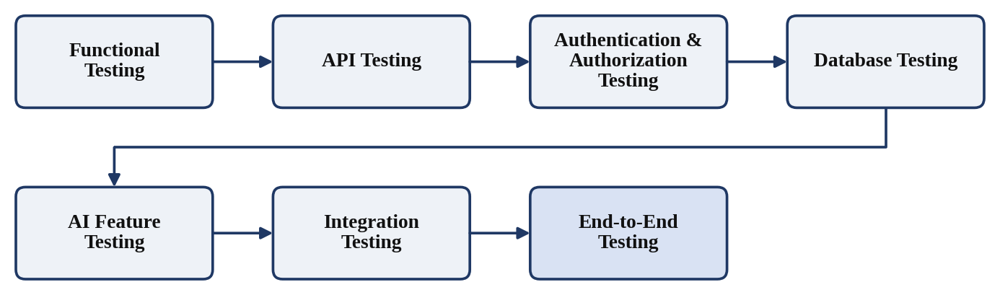 Functional
Testing
API Testing
Authentication &
Authorization
Testing
Database Testing
AI Feature
Testing
Integration
Testing
End-to-End
Testing